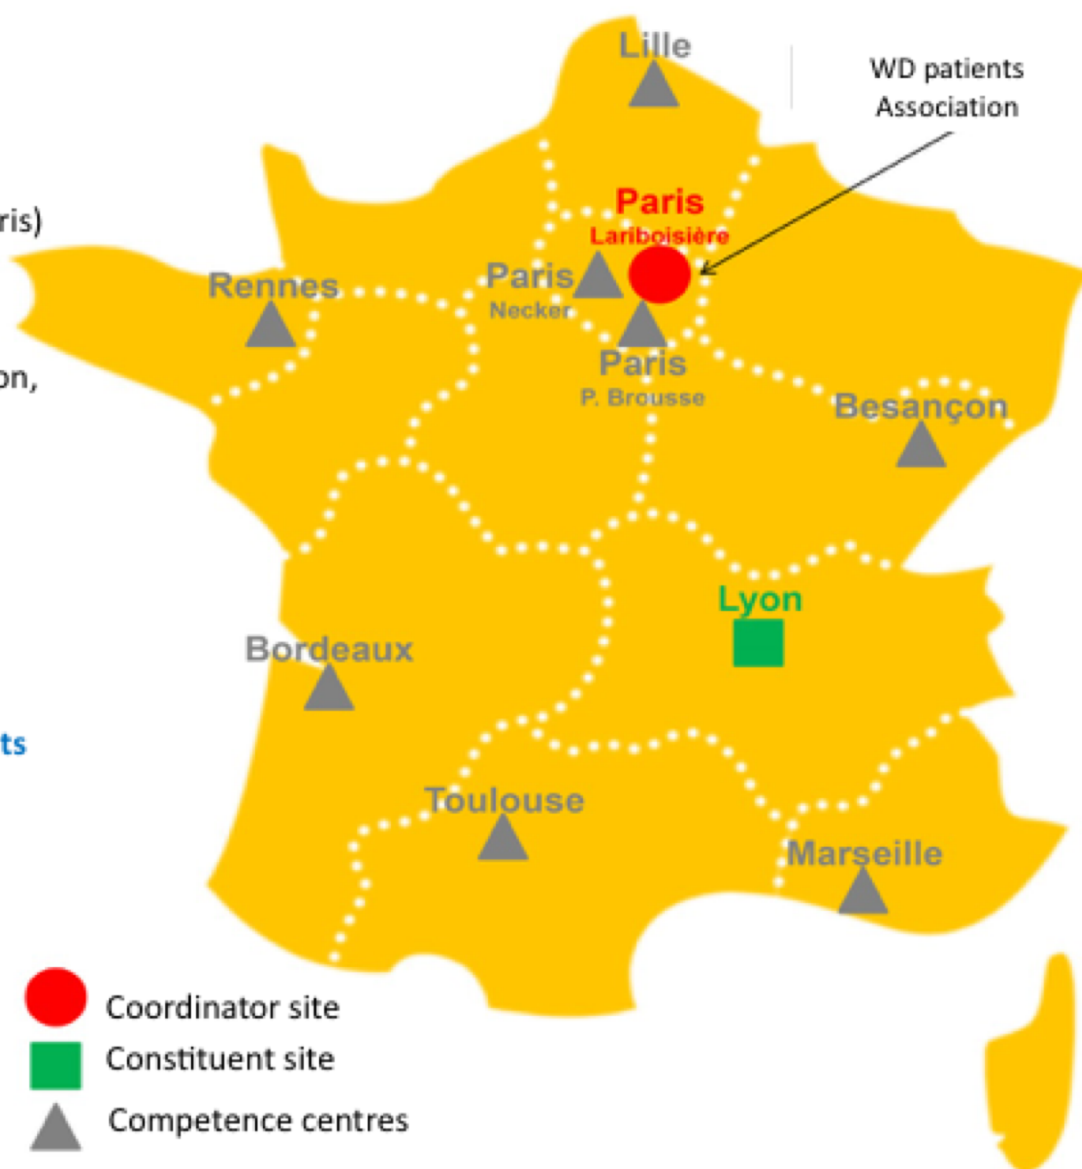 Lille
WD patients
Association
Paris
Lariboisière
ris)
Rennes
Paris
Necker
Paris
P. Brousse
on,
Besançon
Lyon
Bordeaux
ts
Toulouse
Marseille
Coordinator site
Constituent site
Competence centres